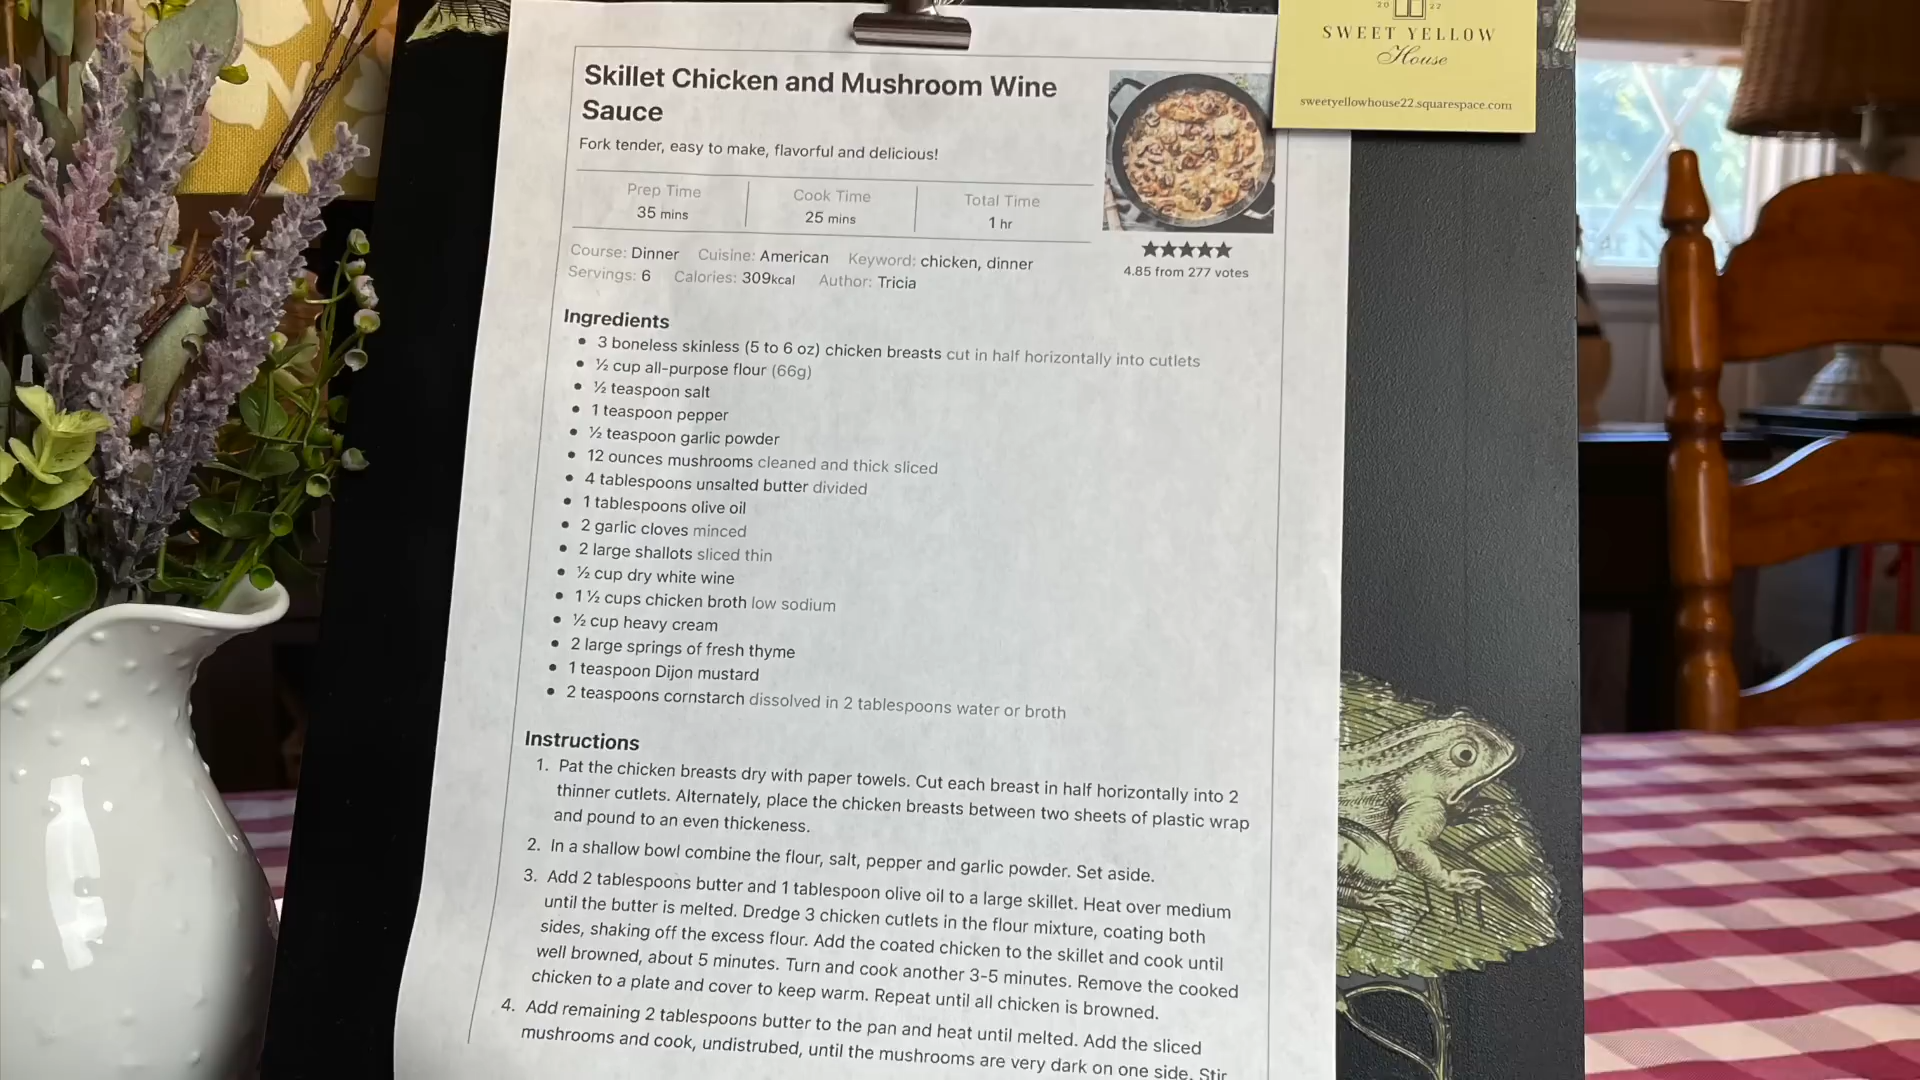 20 22
SWEET YELLOW
House
sweetyellowhouse22.squarespace.com
Skillet Chicken and Mushroom Wine
Sauce
Fork tender, easy to make, flavorful and delicious!
Prep Time
35 mins
Cook Time
25 mins
Total Time
1 hr
Course: Dinner Cuisine: American Keyword: chicken, dinner
Servings: 6 Calories: 309kcal Author: Tricia
4.85 from 277 votes
Ingredients
• 3 boneless skinless (5 to 6 oz) chicken breasts cut in half horizontally into cutlets
• ½ cup all-purpose flour (66g)
• ½ teaspoon salt
• 1 teaspoon pepper
• ½ teaspoon garlic powder
• 12 ounces mushrooms cleaned and thick sliced
• 4 tablespoons unsalted butter divided
• 1 tablespoons olive oil
• 2 garlic cloves minced
• 2 large shallots sliced thin
• ½ cup dry white wine
• 1 ½ cups chicken broth low sodium
• ½ cup heavy cream
• 2 large springs of fresh thyme
• 1 teaspoon Dijon mustard
• 2 teaspoons cornstarch dissolved in 2 tablespoons water or broth
Instructions
1. Pat the chicken breasts dry with paper towels. Cut each breast in half horizontally into 2
thinner cutlets. Alternately, place the chicken breasts between two sheets of plastic wrap
and pound to an even thickeness.
2. In a shallow bowl combine the flour, salt, pepper and garlic powder. Set aside.
3. Add 2 tablespoons butter and 1 tablespoon olive oil to a large skillet. Heat over medium
until the butter is melted. Dredge 3 chicken cutlets in the flour mixture, coating both
sides, shaking off the excess flour. Add the coated chicken to the skillet and cook until
well browned, about 5 minutes. Turn and cook another 3-5 minutes. Remove the cooked
chicken to a plate and cover to keep warm. Repeat until all chicken is browned.
4. Add remaining 2 tablespoons butter to the pan and heat until melted. Add the sliced
mushrooms and cook, undistrubed, until the mushrooms are very dark on one side. Stir